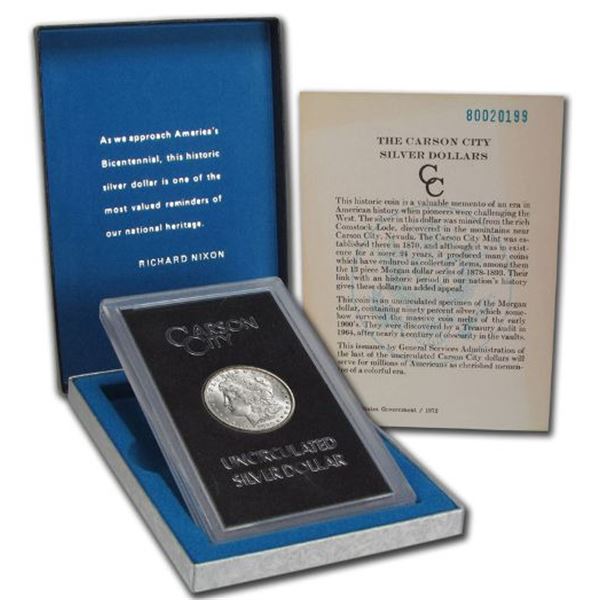 As we approach America's
Bicentennial, this historic
silver dollar is one of the
most valued reminders of
our national heritage.
RICHARD NIXON
CARSON
CITY
UNCIRCULATED
SILVER DOLLAR
80020199
THE CARSON CITY
SILVER DOLLARS
CC
This historic coin is a valuable memento of an era in
American history when pioneers were challenging the
West. The silver in this dollar was mined from the rich
Comstock Lode, discovered in the mountains near
Carson City, Nevada. The Carson City Mint was es-
tablished there in 1870, and although it was in exist-
ence for a mere 24 years, it produced many coins
which have endured as collectors' items, among them
the 13 piece Morgan dollar series of 1878-1893. Their
link with an historic period in our nation's history
gives these dollars an added appeal.
This coin is an uncirculated specimen of the Morgan
dollar, containing ninety percent silver, which some-
how survived the massive coin melts of the early
1900's. They were discovered by a Treasury audit in
1964, after nearly a century of obscurity in the vaults.
This issuance by General Services Administration of
the last of the uncirculated Carson City dollars will
serve for millions of Americans as cherished memen-
toes of a colorful era.
Government / 1972